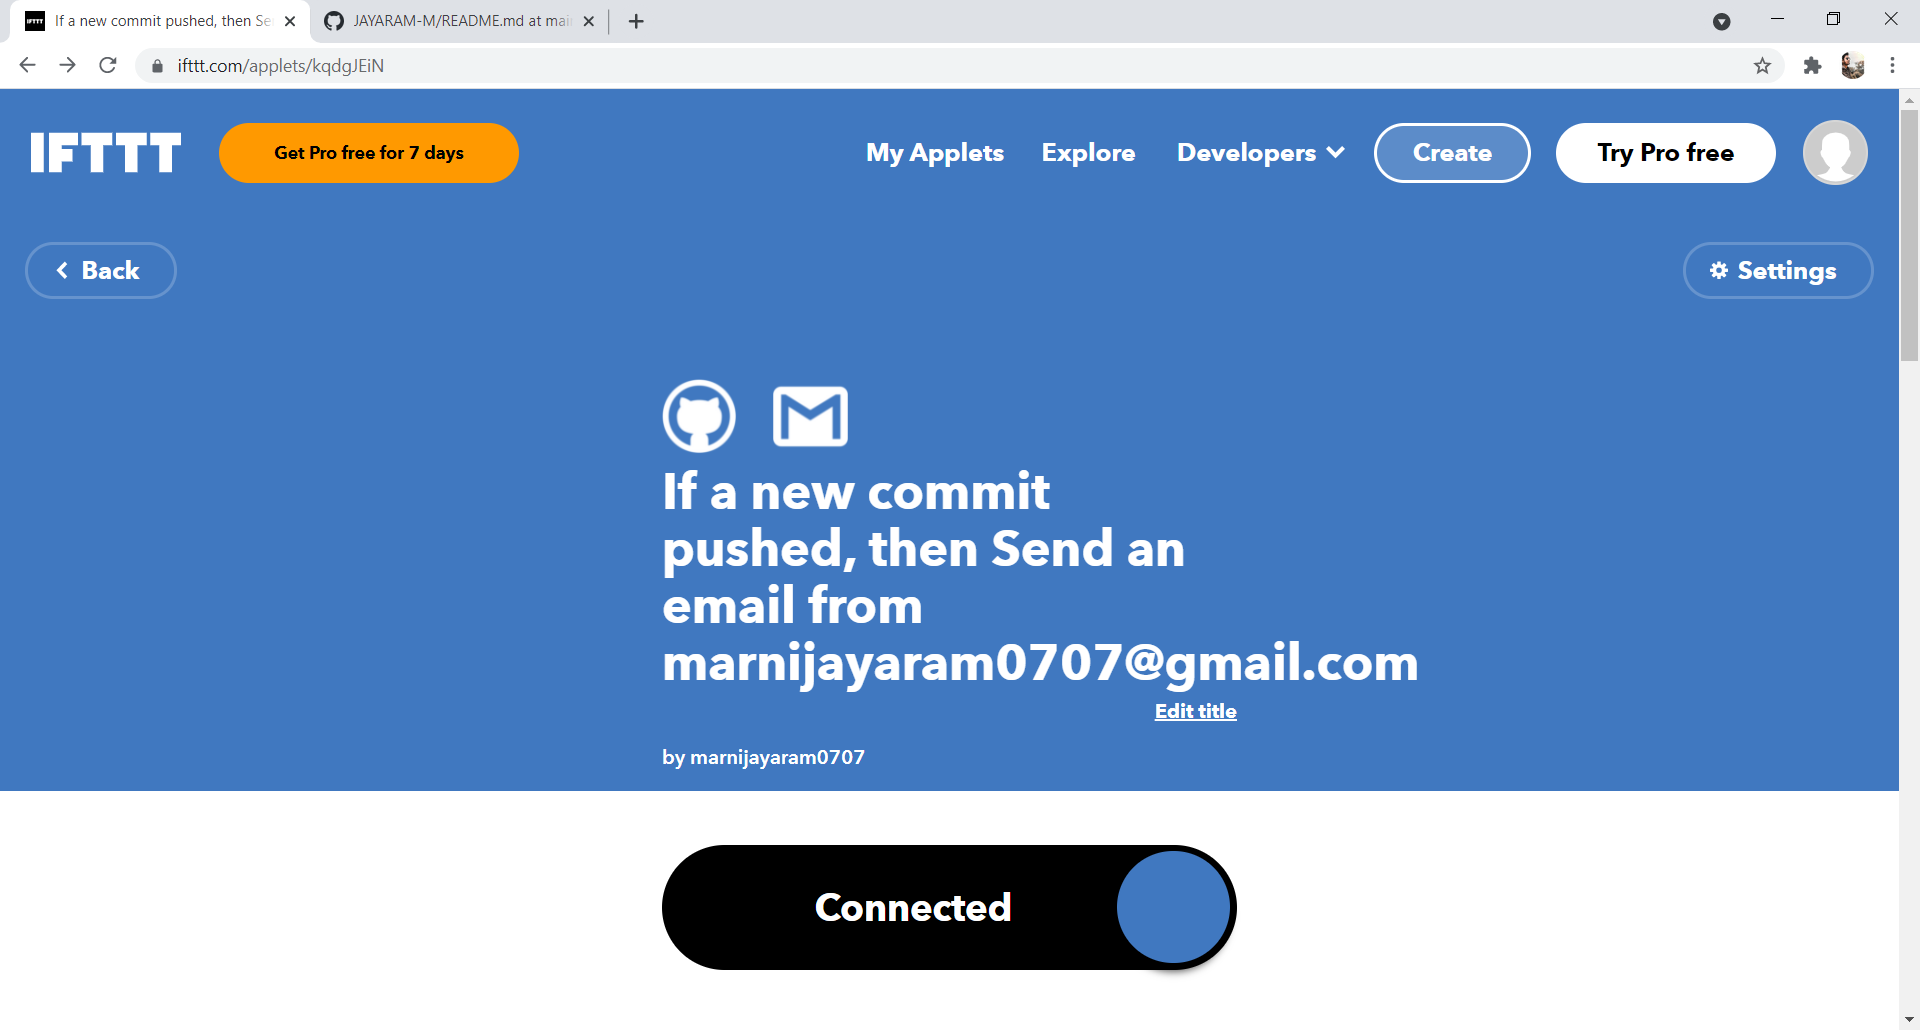 If a new commit pushed, then Se
JAYARAM-M/README.md at mai
ifttt.com/applets/kqdgJEiN
IFTTT
Get Pro free for 7 days
My Applets
Explore
Developers
Create
Try Pro free
Back
Settings
If a new commit
pushed, then Send an
email from
marnijayaram0707@gmail.com
Edit title
by marnijayaram0707
Connected